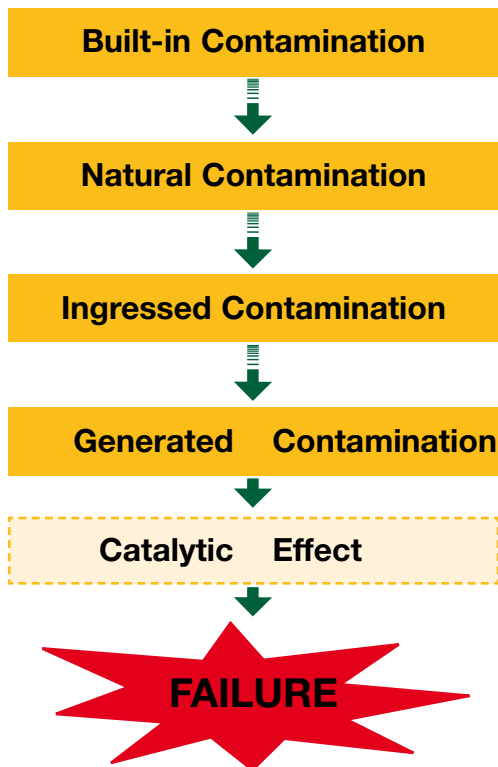 Built-in Contamination
Natural Contamination
Ingressed Contamination
Generated Contamination
Catalytic Effect
FAILURE